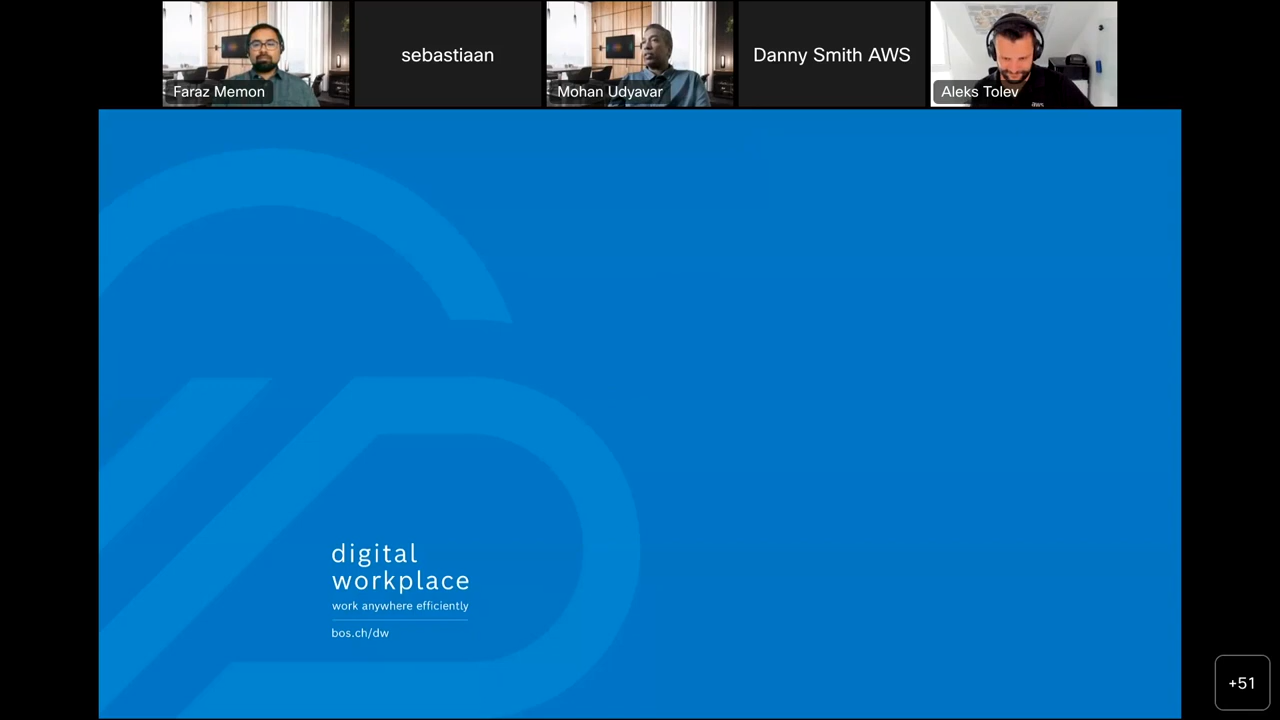 Faraz Memon
sebastiaan
Mohan Udyavar
Danny Smith AWS
Aleks Tolev
digital
workplace
work anywhere efficiently
bos.ch/dw
+51